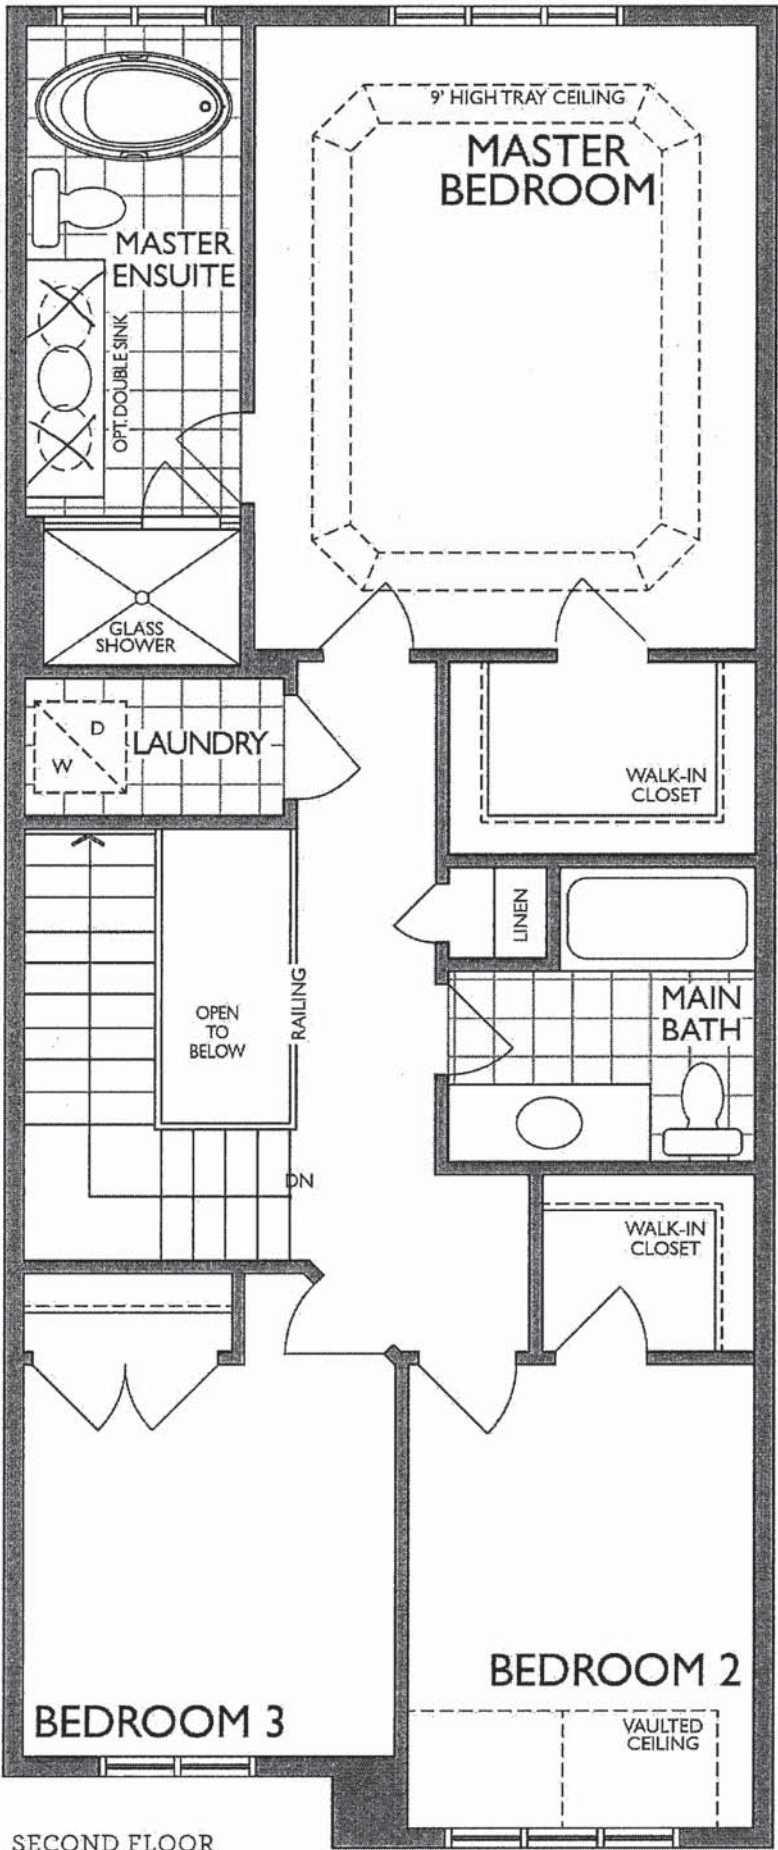 9' HIGH TRAY CEILING
MASTER
BEDROOM
MASTER
ENSUITE
OPT. DOUBLE SINK
GLASS
SHOWER
D
W
LAUNDRY
WALK-IN
CLOSET
LINEN
OPEN
TO
BELOW
RAILING
MAIN
BATH
DN
WALK-IN
CLOSET
BEDROOM 2
BEDROOM 3
VAULTED
CEILING
SECOND FLOOR